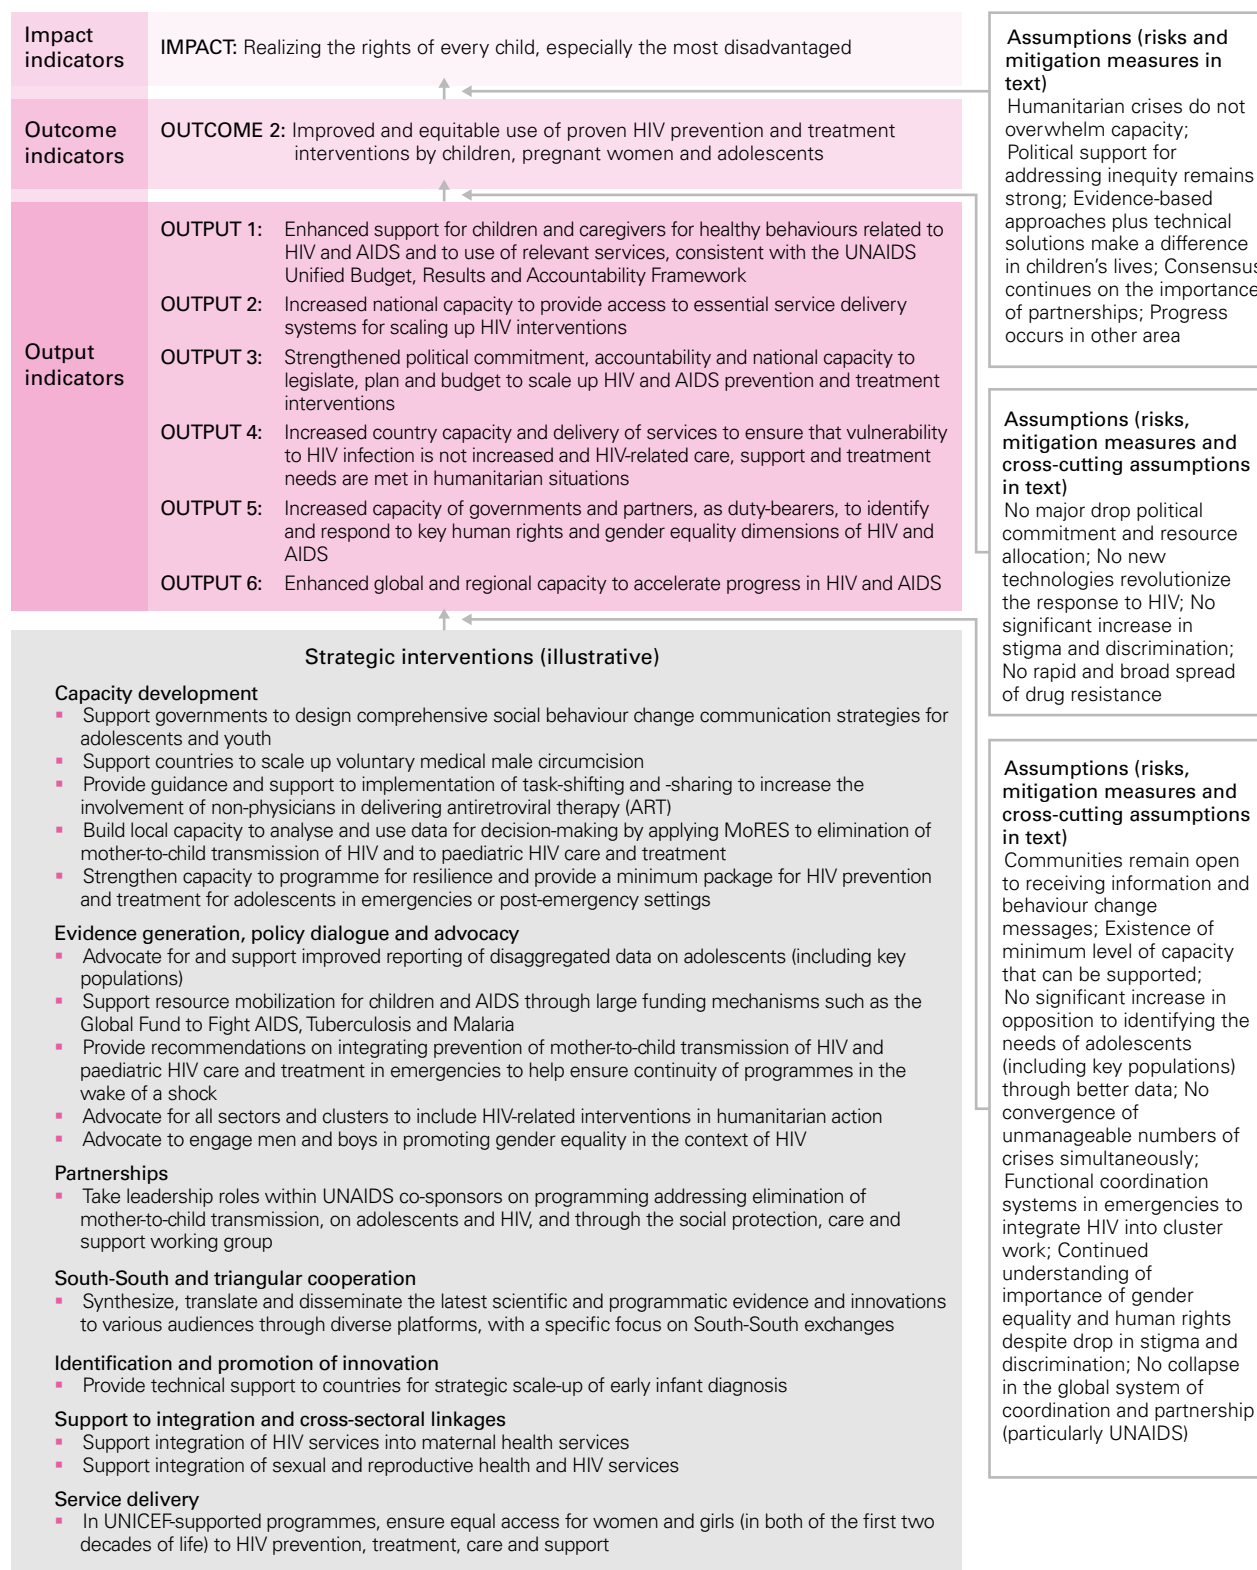 Impact
indicators
IMPACT: Realizing the rights of every child, especially the most disadvantaged
Outcome
indicators
OUTCOME 2: Improved and equitable use of proven HIV prevention and treatment
interventions by children, pregnant women and adolescents
Output
indicators
OUTPUT 1: Enhanced support for children and caregivers for healthy behaviours related to
HIV and AIDS and to use of relevant services, consistent with the UNAIDS
Unified Budget, Results and Accountability Framework
OUTPUT 2: Increased national capacity to provide access to essential service delivery
systems for scaling up HIV interventions
OUTPUT 3: Strengthened political commitment, accountability and national capacity to
legislate, plan and budget to scale up HIV and AIDS prevention and treatment
interventions
OUTPUT 4: Increased country capacity and delivery of services to ensure that vulnerability
to HIV infection is not increased and HIV-related care, support and treatment
needs are met in humanitarian situations
OUTPUT 5: Increased capacity of governments and partners, as duty-bearers, to identify
and respond to key human rights and gender equality dimensions of HIV and
AIDS
OUTPUT 6: Enhanced global and regional capacity to accelerate progress in HIV and AIDS
Strategic interventions (illustrative)
Capacity development
▪ Support governments to design comprehensive social behaviour change communication strategies for
adolescents and youth
▪ Support countries to scale up voluntary medical male circumcision
▪ Provide guidance and support to implementation of task-shifting and -sharing to increase the
involvement of non-physicians in delivering antiretroviral therapy (ART)
▪ Build local capacity to analyse and use data for decision-making by applying MoRES to elimination of
mother-to-child transmission of HIV and to paediatric HIV care and treatment
▪ Strengthen capacity to programme for resilience and provide a minimum package for HIV prevention
and treatment for adolescents in emergencies or post-emergency settings
Evidence generation, policy dialogue and advocacy
▪ Advocate for and support improved reporting of disaggregated data on adolescents (including key
populations)
▪ Support resource mobilization for children and AIDS through large funding mechanisms such as the
Global Fund to Fight AIDS, Tuberculosis and Malaria
▪ Provide recommendations on integrating prevention of mother-to-child transmission of HIV and
paediatric HIV care and treatment in emergencies to help ensure continuity of programmes in the
wake of a shock
▪ Advocate for all sectors and clusters to include HIV-related interventions in humanitarian action
▪ Advocate to engage men and boys in promoting gender equality in the context of HIV
Partnerships
▪ Take leadership roles within UNAIDS co-sponsors on programming addressing elimination of
mother-to-child transmission, on adolescents and HIV, and through the social protection, care and
support working group
South-South and triangular cooperation
▪ Synthesize, translate and disseminate the latest scientific and programmatic evidence and innovations
to various audiences through diverse platforms, with a specific focus on South-South exchanges
Identification and promotion of innovation
▪ Provide technical support to countries for strategic scale-up of early infant diagnosis
Support to integration and cross-sectoral linkages
▪ Support integration of HIV services into maternal health services
▪ Support integration of sexual and reproductive health and HIV services
Service delivery
▪ In UNICEF-supported programmes, ensure equal access for women and girls (in both of the first two
decades of life) to HIV prevention, treatment, care and support
Assumptions (risks and
mitigation measures in
text)
Humanitarian crises do not
overwhelm capacity;
Political support for
addressing inequity remains
strong; Evidence-based
approaches plus technical
solutions make a difference
in children's lives; Consensus
continues on the importance
of partnerships; Progress
occurs in other area
Assumptions (risks,
mitigation measures and
cross-cutting assumptions
in text)
No major drop political
commitment and resource
allocation; No new
technologies revolutionize
the response to HIV; No
significant increase in
stigma and discrimination;
No rapid and broad spread
of drug resistance
Assumptions (risks,
mitigation measures and
cross-cutting assumptions
in text)
Communities remain open
to receiving information and
behaviour change
messages; Existence of
minimum level of capacity
that can be supported;
No significant increase in
opposition to identifying the
needs of adolescents
(including key populations)
through better data; No
convergence of
unmanageable numbers of
crises simultaneously;
Functional coordination
systems in emergencies to
integrate HIV into cluster
work; Continued
understanding of
importance of gender
equality and human rights
despite drop in stigma and
discrimination; No collapse
in the global system of
coordination and partnership
(particularly UNAIDS)